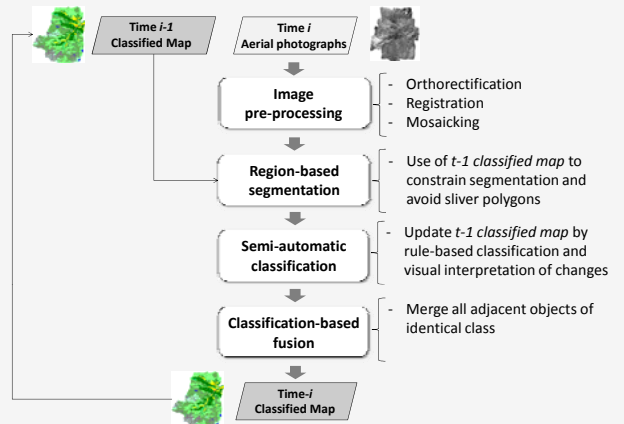 Time i-1
Classified Map
Time i
Aerial photographs
Image
pre-processing
- Orthorectification
- Registration
- Mosaicking
Region-based
segmentation
- Use of t-1 classified map to
constrain segmentation and
avoid sliver polygons
Semi-automatic
classification
- Update t-1 classified map by
rule-based classification and
visual interpretation of changes
Classification-based
fusion
- Merge all adjacent objects of
identical class
Time-i
Classified Map